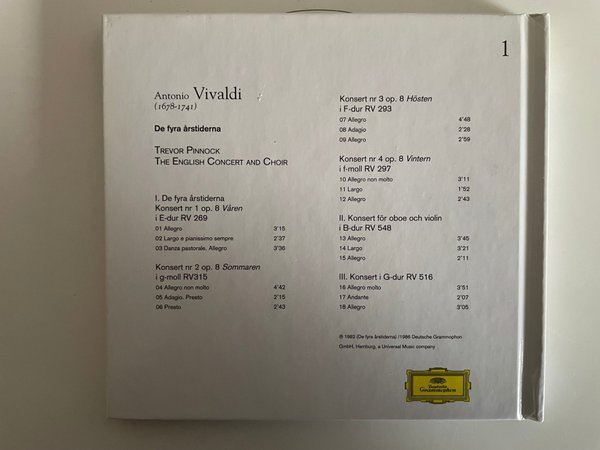 1
Antonio Vivaldi
(1678-1741)
De fyra årstiderna
Trevor Pinnock
The English Concert and Choir
I. De fyra årstiderna
Konsert nr 1 op. 8 Våren
i E-dur RV 269
01 Allegro 3'15
02 Largo e pianissimo sempre 2'37
03 Danza pastorale. Allegro 3'36
Konsert nr 2 op. 8 Sommaren
i g-moll RV315
04 Allegro non molto 4'42
05 Adagio. Presto 2'15
06 Presto 2'43
Konsert nr 3 op. 8 Hösten
i F-dur RV 293
07 Allegro 4'48
08 Adagio 2'28
09 Allegro 2'59
Konsert nr 4 op. 8 Vintern
i f-moll RV 297
10 Allegro non molto 3'11
11 Largo 1'52
12 Allegro 2'43
II. Konsert för oboe och violin
i B-dur RV 548
13 Allegro 3'45
14 Largo 3'21
15 Allegro 2'11
III. Konsert i G-dur RV 516
16 Allegro molto 3'51
17 Andante 2'07
18 Allegro 3'05
℗ 1982 (De fyra årstiderna) /1986 Deutsche Grammophon
GmbH, Hamburg, a Universal Music company
Deutsche
Grammophon